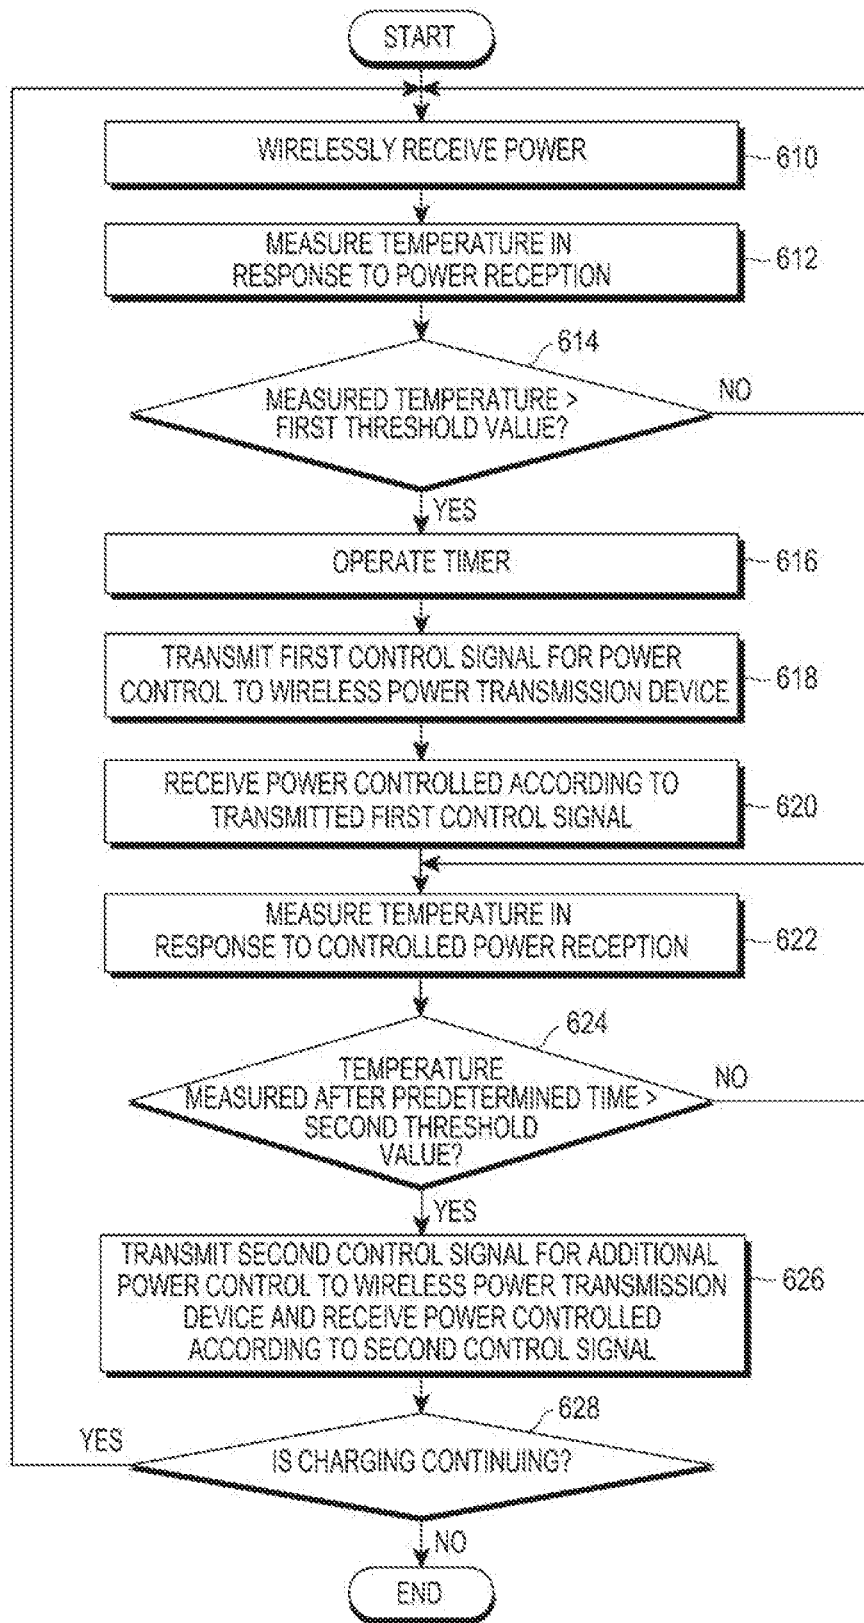 START
WIRELESSLY RECEIVE POWER
610
MEASURE TEMPERATURE IN
RESPONSE TO POWER RECEPTION
612
614
MEASURED TEMPERATURE >
FIRST THRESHOLD VALUE?
NO
YES
OPERATE TIMER
616
TRANSMIT FIRST CONTROL SIGNAL FOR POWER
CONTROL TO WIRELESS POWER TRANSMISSION DEVICE
618
RECEIVE POWER CONTROLLED ACCORDING TO
TRANSMITTED FIRST CONTROL SIGNAL
620
MEASURE TEMPERATURE IN
RESPONSE TO CONTROLLED POWER RECEPTION
622
624
TEMPERATURE
MEASURED AFTER PREDETERMINED TIME >
SECOND THRESHOLD
VALUE?
NO
YES
TRANSMIT SECOND CONTROL SIGNAL FOR ADDITIONAL
POWER CONTROL TO WIRELESS POWER TRANSMISSION
DEVICE AND RECEIVE POWER CONTROLLED
ACCORDING TO SECOND CONTROL SIGNAL
626
628
YES
IS CHARGING CONTINUING?
NO
END